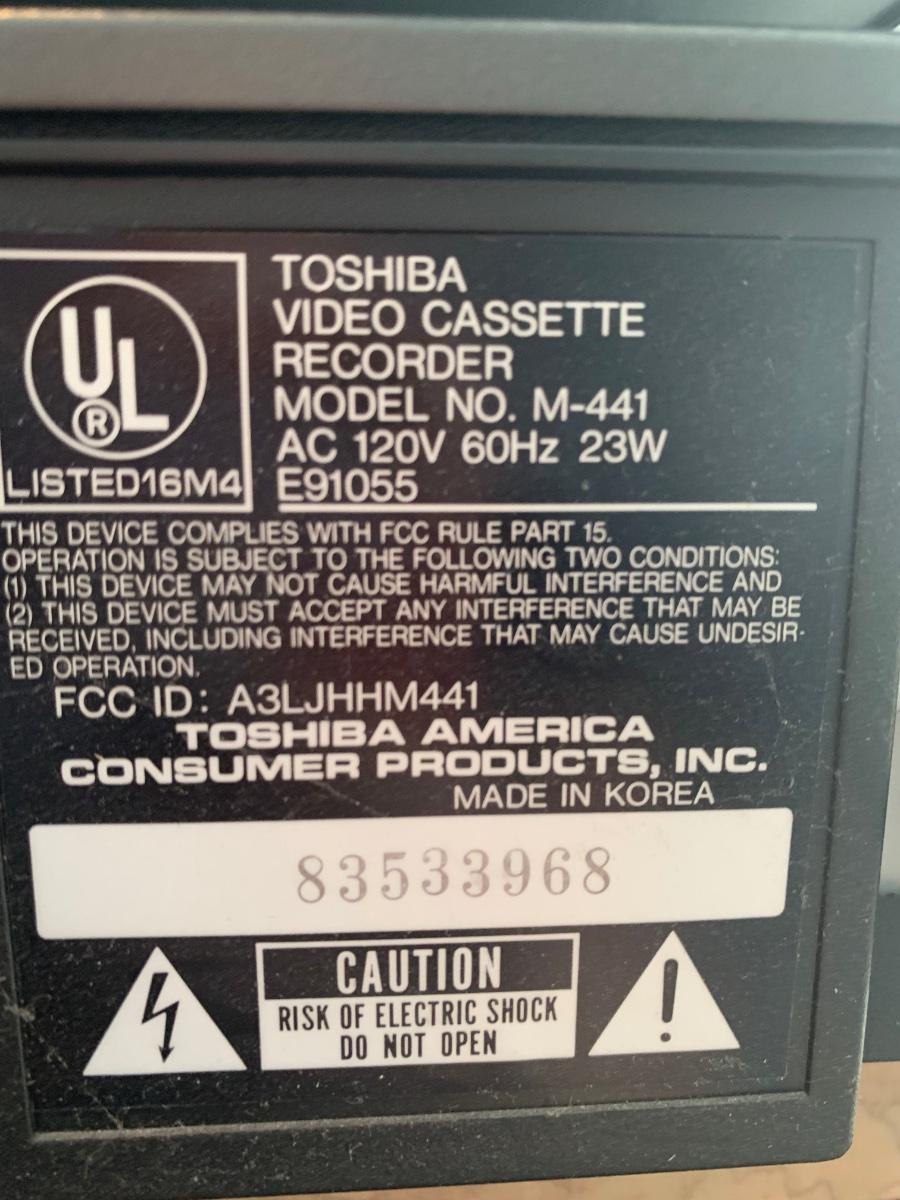 UL
®
LISTED16M4
TOSHIBA
VIDEO CASSETTE
RECORDER
MODEL NO. M-441
AC 120V 60Hz 23W
E91055
THIS DEVICE COMPLIES WITH FCC RULE PART 15.
OPERATION IS SUBJECT TO THE FOLLOWING TWO CONDITIONS:
(1) THIS DEVICE MAY NOT CAUSE HARMFUL INTERFERENCE AND
(2) THIS DEVICE MUST ACCEPT ANY INTERFERENCE THAT MAY BE
RECEIVED, INCLUDING INTERFERENCE THAT MAY CAUSE UNDESIR-
ED OPERATION.
FCC ID: A3LJHHM441
TOSHIBA AMERICA
CONSUMER PRODUCTS, INC.
MADE IN KOREA
83533968
CAUTION
RISK OF ELECTRIC SHOCK
DO NOT OPEN
!